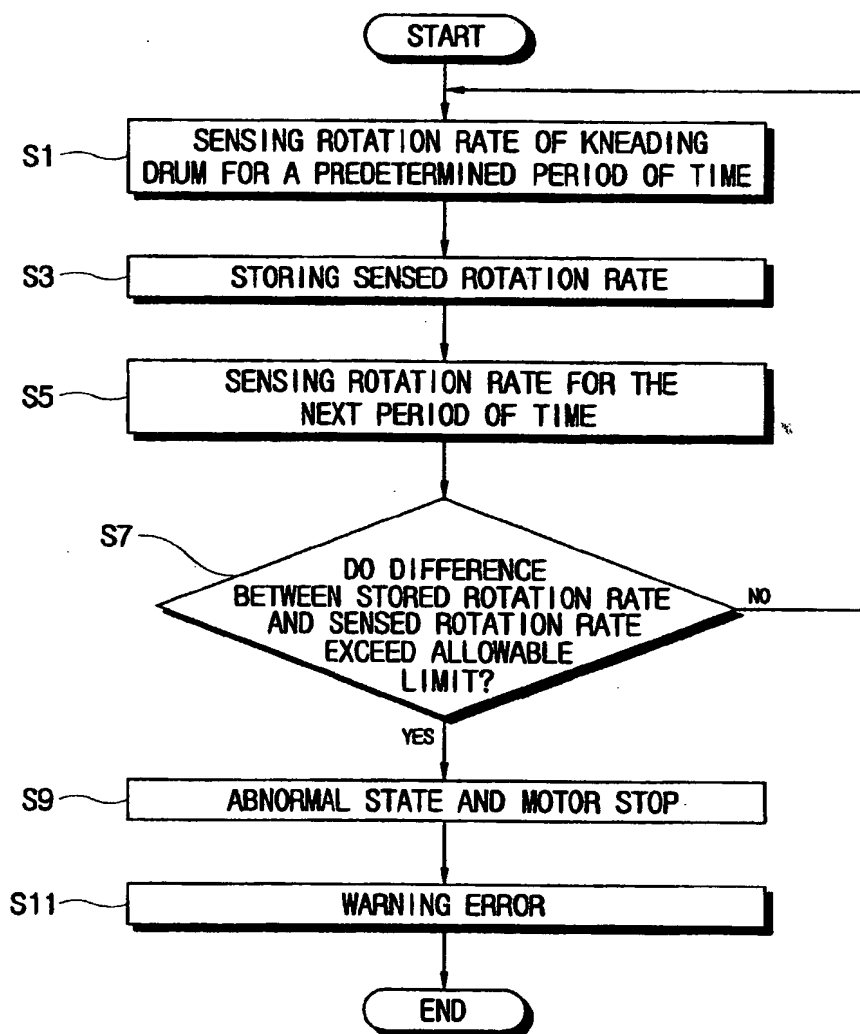 START
S1
SENSING ROTATION RATE OF KNEADING
DRUM FOR A PREDETERMINED PERIOD OF TIME
S3
STORING SENSED ROTATION RATE
S5
SENSING ROTATION RATE FOR THE
NEXT PERIOD OF TIME
S7
DO DIFFERENCE
BETWEEN STORED ROTATION RATE
AND SENSED ROTATION RATE
EXCEED ALLOWABLE
LIMIT?
NO
YES
S9
ABNORMAL STATE AND MOTOR STOP
S11
WARNING ERROR
END